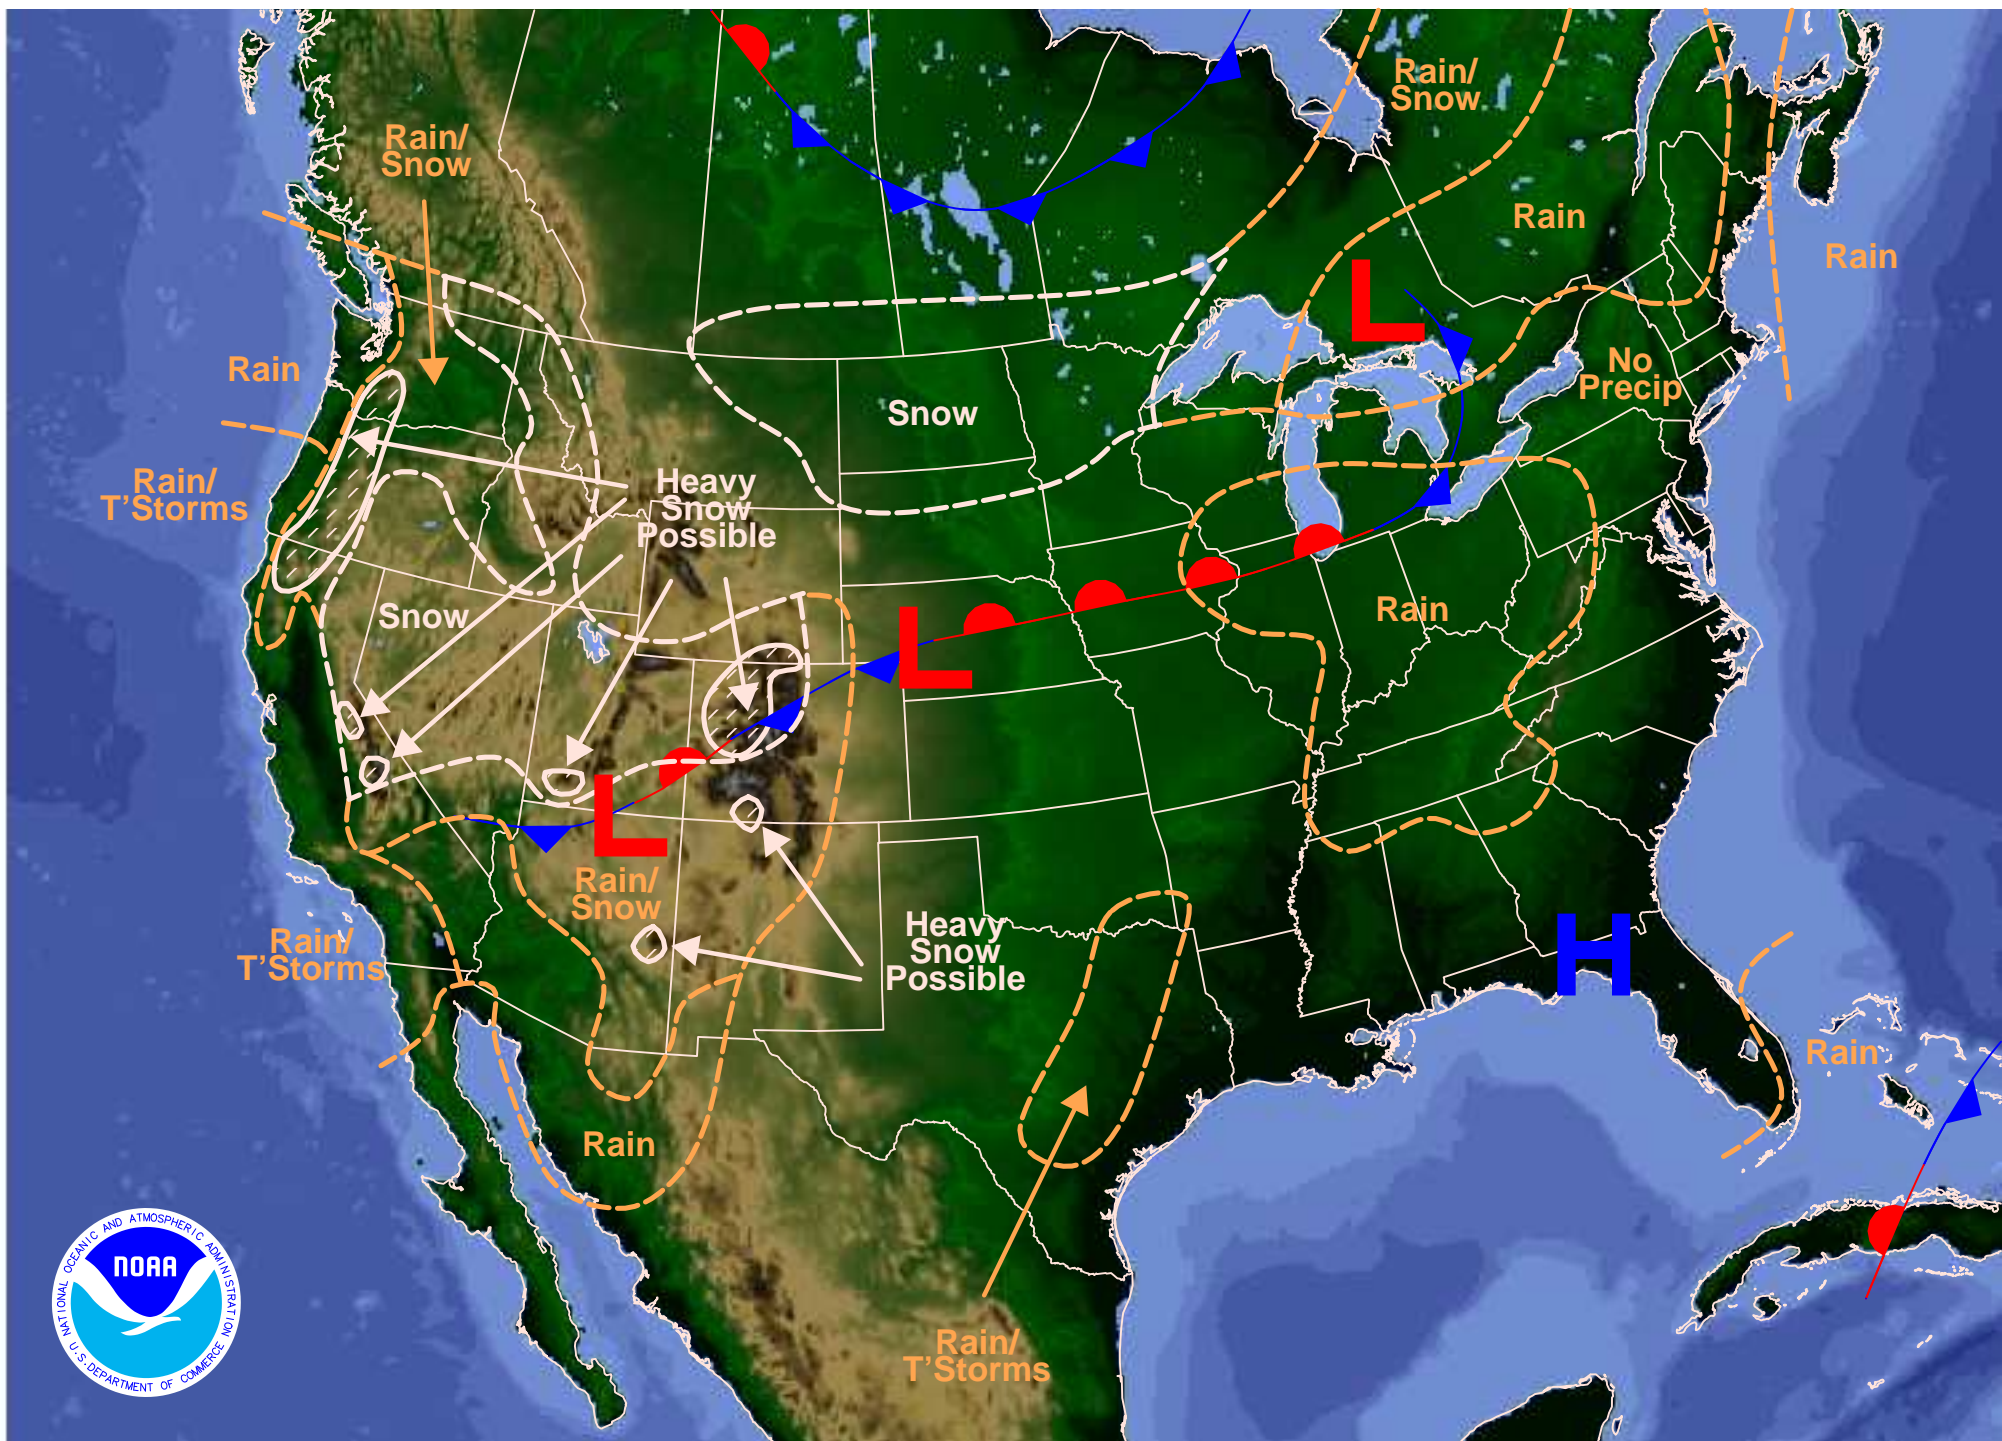 Rain/
Snow
Rain/
Snow
Rain
Rain
L
Rain
No
Precip
Snow
Rain/
T'Storms
Heavy
Snow
Possible
Snow
Rain
L
L
Rain/
Snow
Rain/
T'Storms
Heavy
Snow
Possible
H
Rain
Rain
Rain/
T'Storms
NATIONAL OCEANIC AND ATMOSPHERIC ADMINISTRATION
NOAA
U.S. DEPARTMENT OF COMMERCE